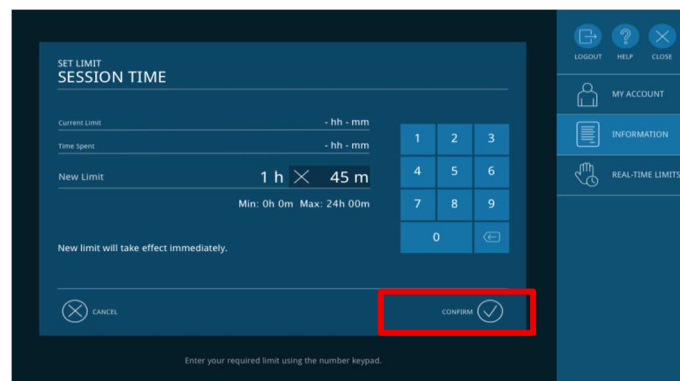 SET LIMIT
SESSION TIME
Current Limit - hh - mm
Time Spent - hh - mm
New Limit 1 h 45 m
Min: 0h 0m Max: 24h 00m
New limit will take effect immediately.
1 2 3
4 5 6
7 8 9
0
CANCEL
CONFIRM
Enter your required limit using the number keypad.
LOGOUT HELP CLOSE
MY ACCOUNT
INFORMATION
REAL-TIME LIMITS